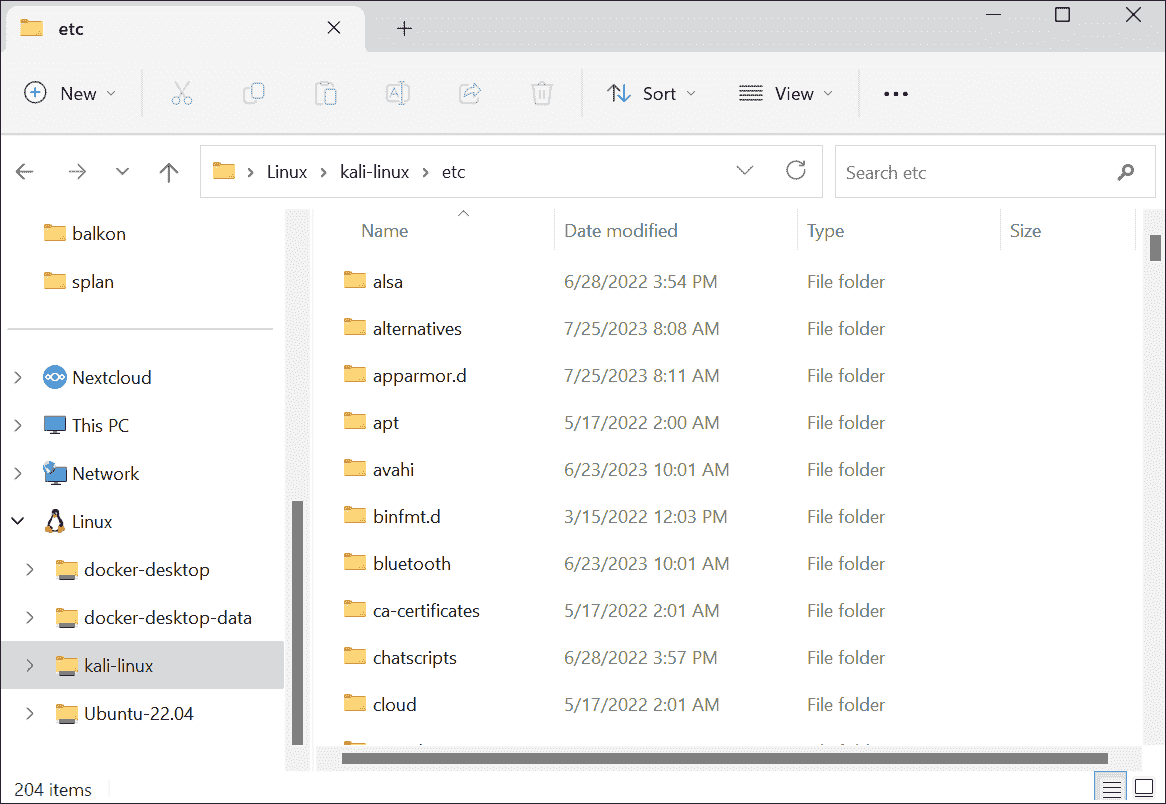 etc
New Sort View
Linux kali-linux etc
Search etc
balkon
splan
Nextcloud
This PC
Network
Linux
docker-desktop
docker-desktop-data
kali-linux
Ubuntu-22.04
Name Date modified Type Size
alsa 6/28/2022 3:54 PM File folder
alternatives 7/25/2023 8:08 AM File folder
apparmor.d 7/25/2023 8:11 AM File folder
apt 5/17/2022 2:00 AM File folder
avahi 6/23/2023 10:01 AM File folder
binfmt.d 3/15/2022 12:03 PM File folder
bluetooth 6/23/2023 10:01 AM File folder
ca-certificates 5/17/2022 2:01 AM File folder
chatscripts 6/28/2022 3:57 PM File folder
cloud 5/17/2022 2:01 AM File folder
204 items